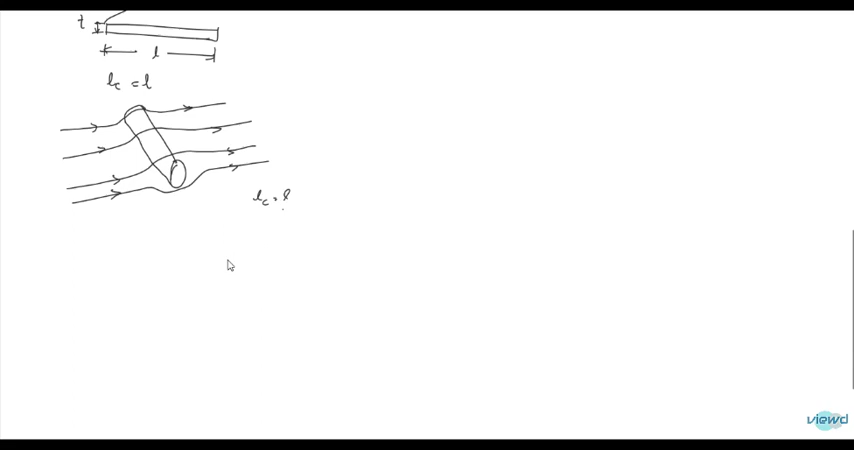 t
l
lc = l
lc = l
viewd